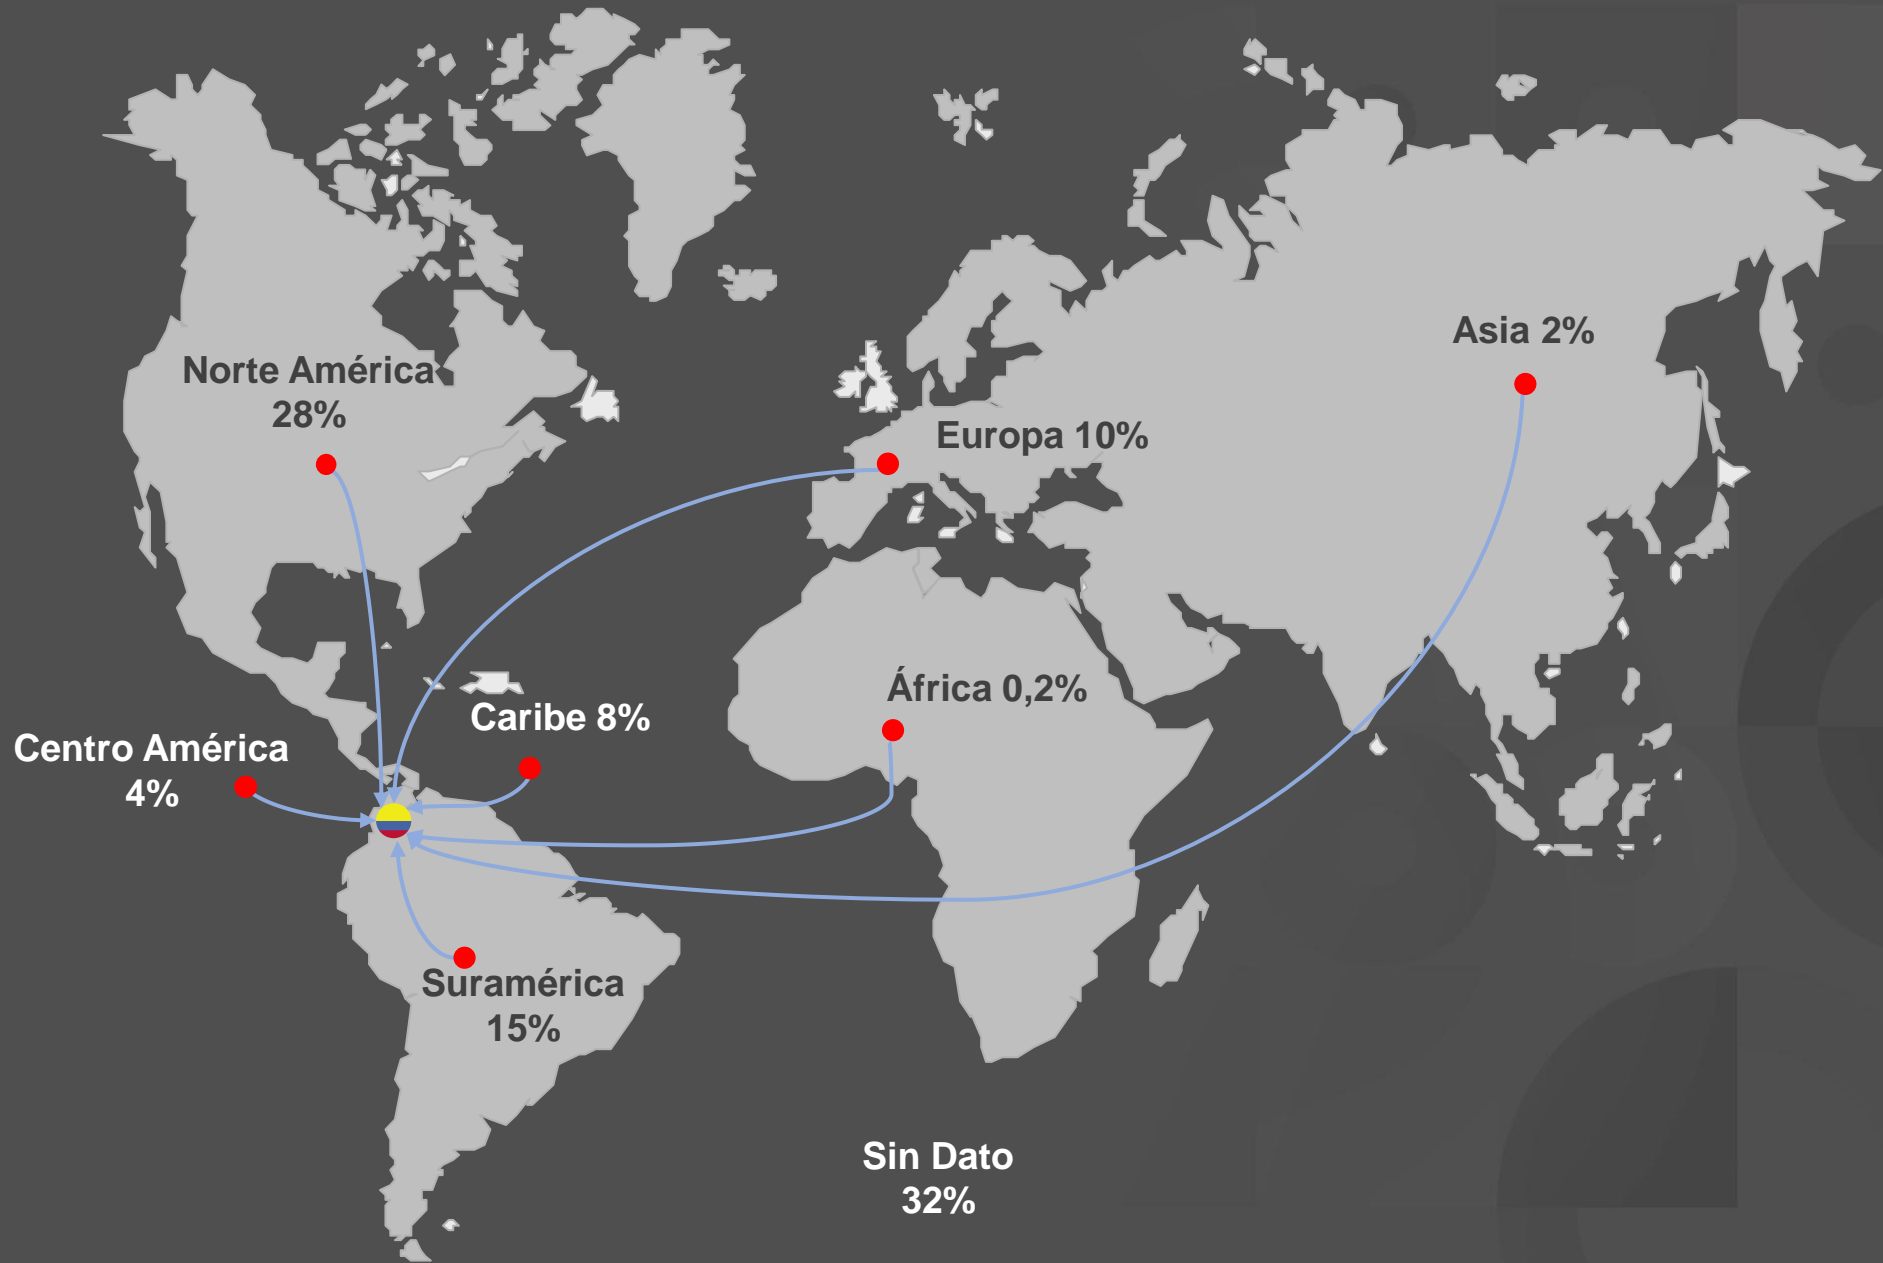 Asia 2%
Norte América
28%
Europa 10%
África 0,2%
Caribe 8%
Centro América
4%
Suramérica
15%
Sin Dato
32%